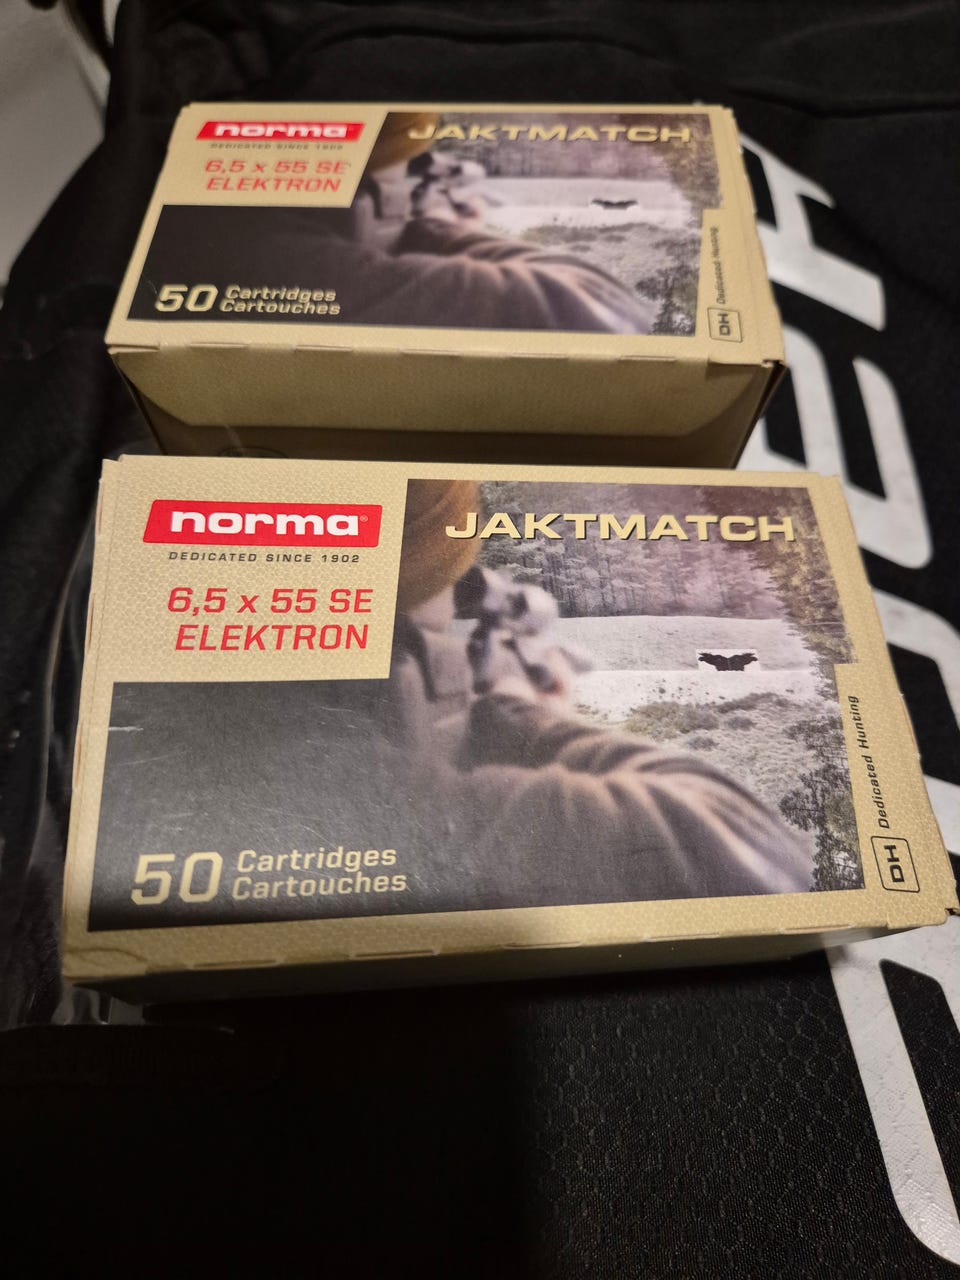 norma
DEDICATED SINCE 1902
6,5 x 55 SE
ELEKTRON
JAKTMATCH
50 Cartridges
Cartouches
DH Dedicated Hunting
norma®
DEDICATED SINCE 1902
6,5 x 55 SE
ELEKTRON
JAKTMATCH
50 Cartridges
Cartouches
DH Dedicated Hunting